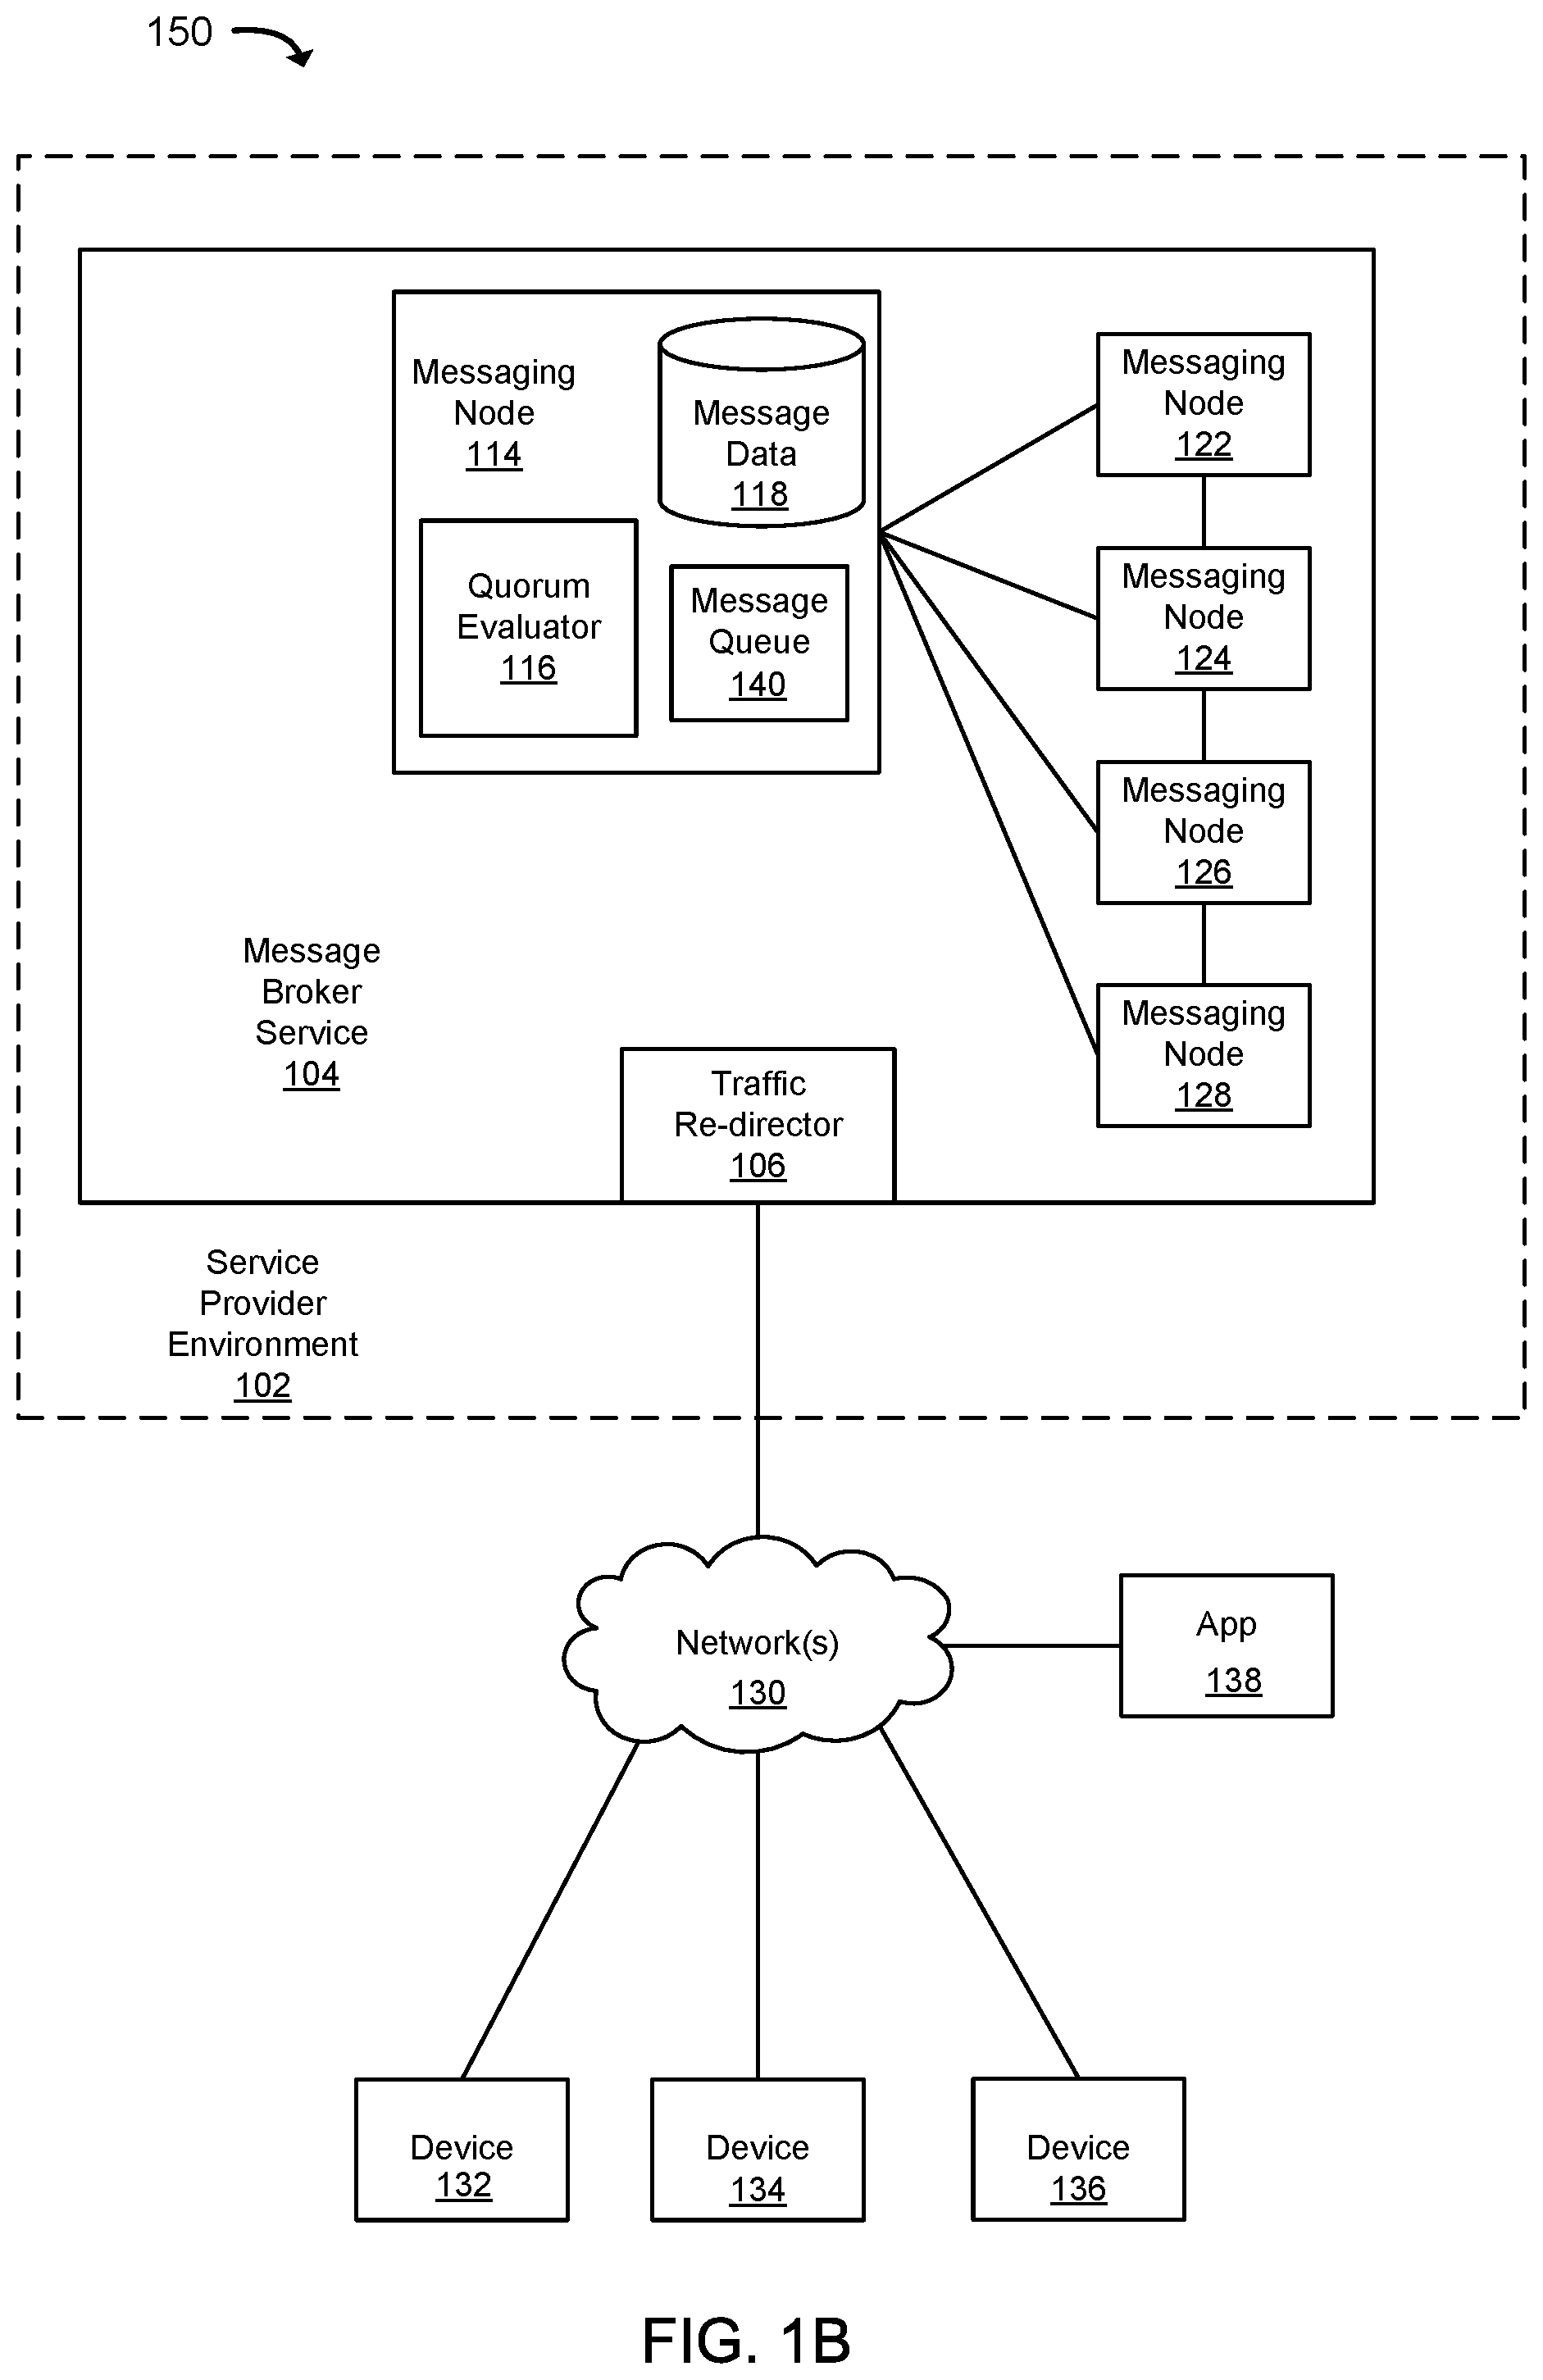 150
Messaging
Node
114
Message
Data
118
Quorum
Evaluator
116
Message
Queue
140
Messaging
Node
122
Messaging
Node
124
Messaging
Node
126
Messaging
Node
128
Message
Broker
Service
104
Traffic
Re-director
106
Service
Provider
Environment
102
Network(s)
130
App
138
Device
132
Device
134
Device
136
FIG. 1B